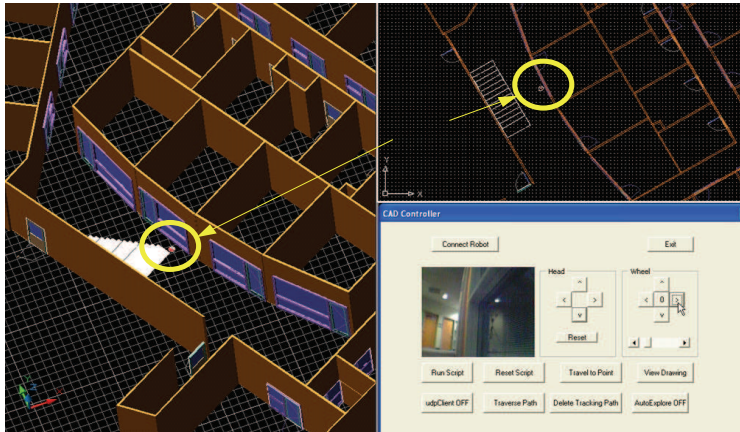 Y
X
CAD Controller
Connect Robot
Exit
Head
Wheel
^
^
<
>
<
0
>
v
v
Reset
Run Script
Reset Script
Travel to Point
View Drawing
udpClient OFF
Traverse Path
Delete Tracking Path
AutoExplore OFF